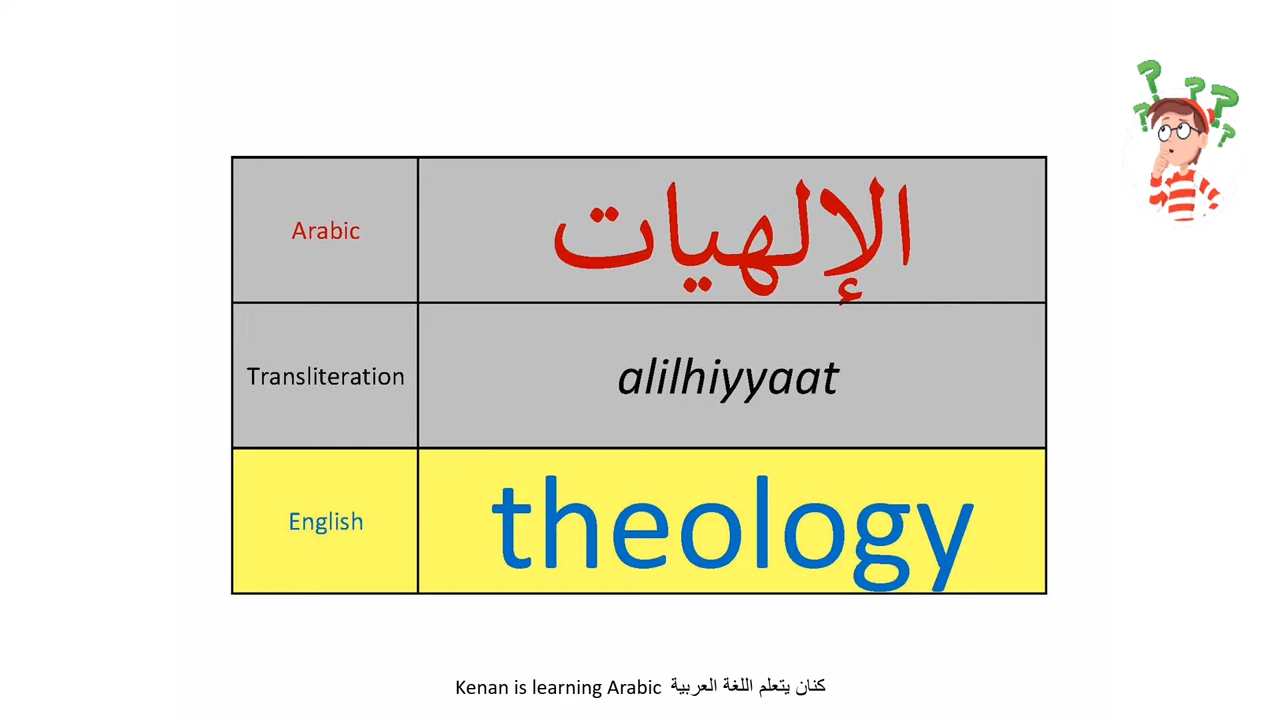 Arabic الإلهيات
Transliteration alilhiyyaat
English theology
Kenan is learning Arabic كنان يتعلم اللغة العربية